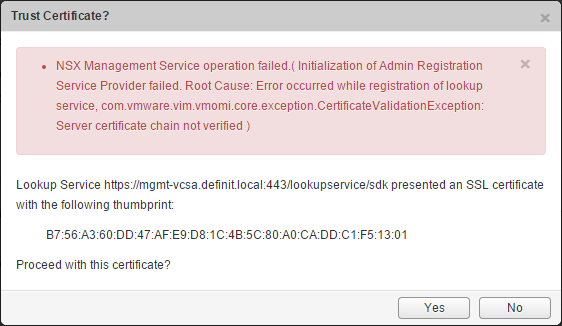 Trust Certificate?
NSX Management Service operation failed.( Initialization of Admin Registration
Service Provider failed. Root Cause: Error occurred while registration of lookup
service, com.vmware.vim.vmomi.core.exception.CertificateValidationException:
Server certificate chain not verified )
Lookup Service https://mgmt-vcsa.definit.local:443/lookupservice/sdk presented an SSL certificate
with the following thumbprint:
B7:56:A3:60:DD:47:AF:E9:D8:1C:4B:5C:80:A0:CA:DD:C1:F5:13:01
Proceed with this certificate?
Yes
No